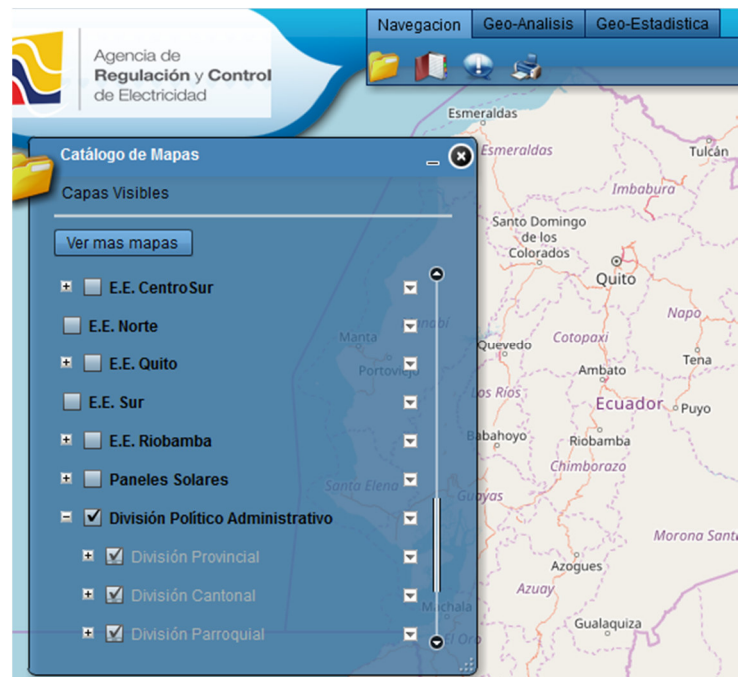 Navegacion
Geo-Analisis
Geo-Estadistica
Agencia de
Regulación y Control
de Electricidad
Catálogo de Mapas
Capas Visibles
Ver mas mapas
E.E. CentroSur
E.E. Norte
E.E. Quito
E.E. Sur
E.E. Riobamba
Paneles Solares
División Político Administrativo
División Provincial
División Cantonal
División Parroquial
Esmeraldas
Esmeraldas
Tulcán
Imbabura
Santo Domingo
de los
Colorados
Quito
Napo
Manta
Portoviejo
Quevedo
Cotopaxi
Tena
Ambato
Los Ríos
Ecuador
Puyo
Babahoyo
Riobamba
Chimborazo
Santa Elena
Guayas
Morona Sant
Azogues
Azuay
Machala
Gualaquiza
El Oro